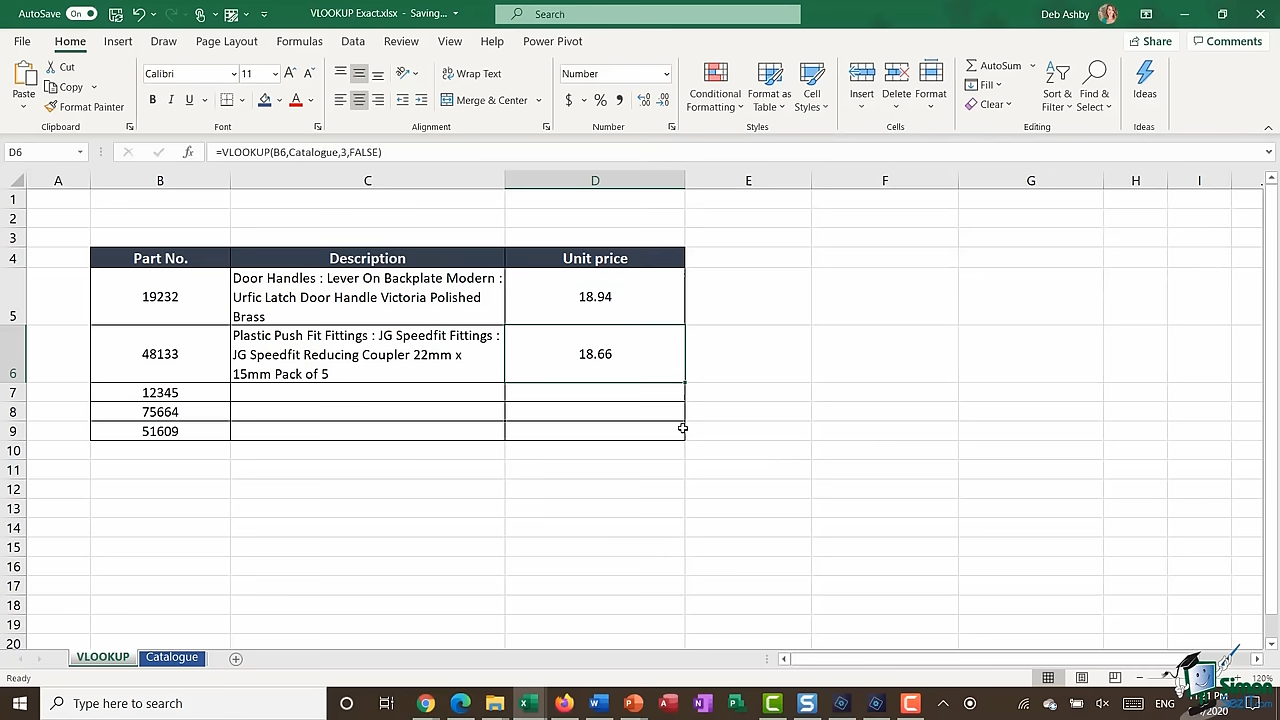 AutoSave On VLOOKUP Exact.xlsx - Saving... Search Deb Ashby
File Home Insert Draw Page Layout Formulas Data Review View Help Power Pivot Share Comments
Paste Cut Copy Format Painter
Calibri 11
B I U A
Wrap Text
Merge & Center
Number
$ %
Conditional Formatting
Format as Table
Cell Styles
Insert Delete Format
AutoSum
Fill
Clear
Sort & Filter
Find & Select
Ideas
Clipboard Font Alignment Number Styles Cells Editing Ideas
D6 fx =VLOOKUP(B6,Catalogue,3,FALSE)
A B C D E F G H I
1
2
3
4 Part No. Description Unit price
5 19232 Door Handles : Lever On Backplate Modern :
Urfic Latch Door Handle Victoria Polished 18.94
Brass
6 48133 Plastic Push Fit Fittings : JG Speedfit Fittings :
JG Speedfit Reducing Coupler 22mm x 18.66
15mm Pack of 5
7 12345
8 75664
9 51609
10
11
12
13
14
15
16
17
18
19
20
VLOOKUP Catalogue
Ready 120%
Type here to search ENG